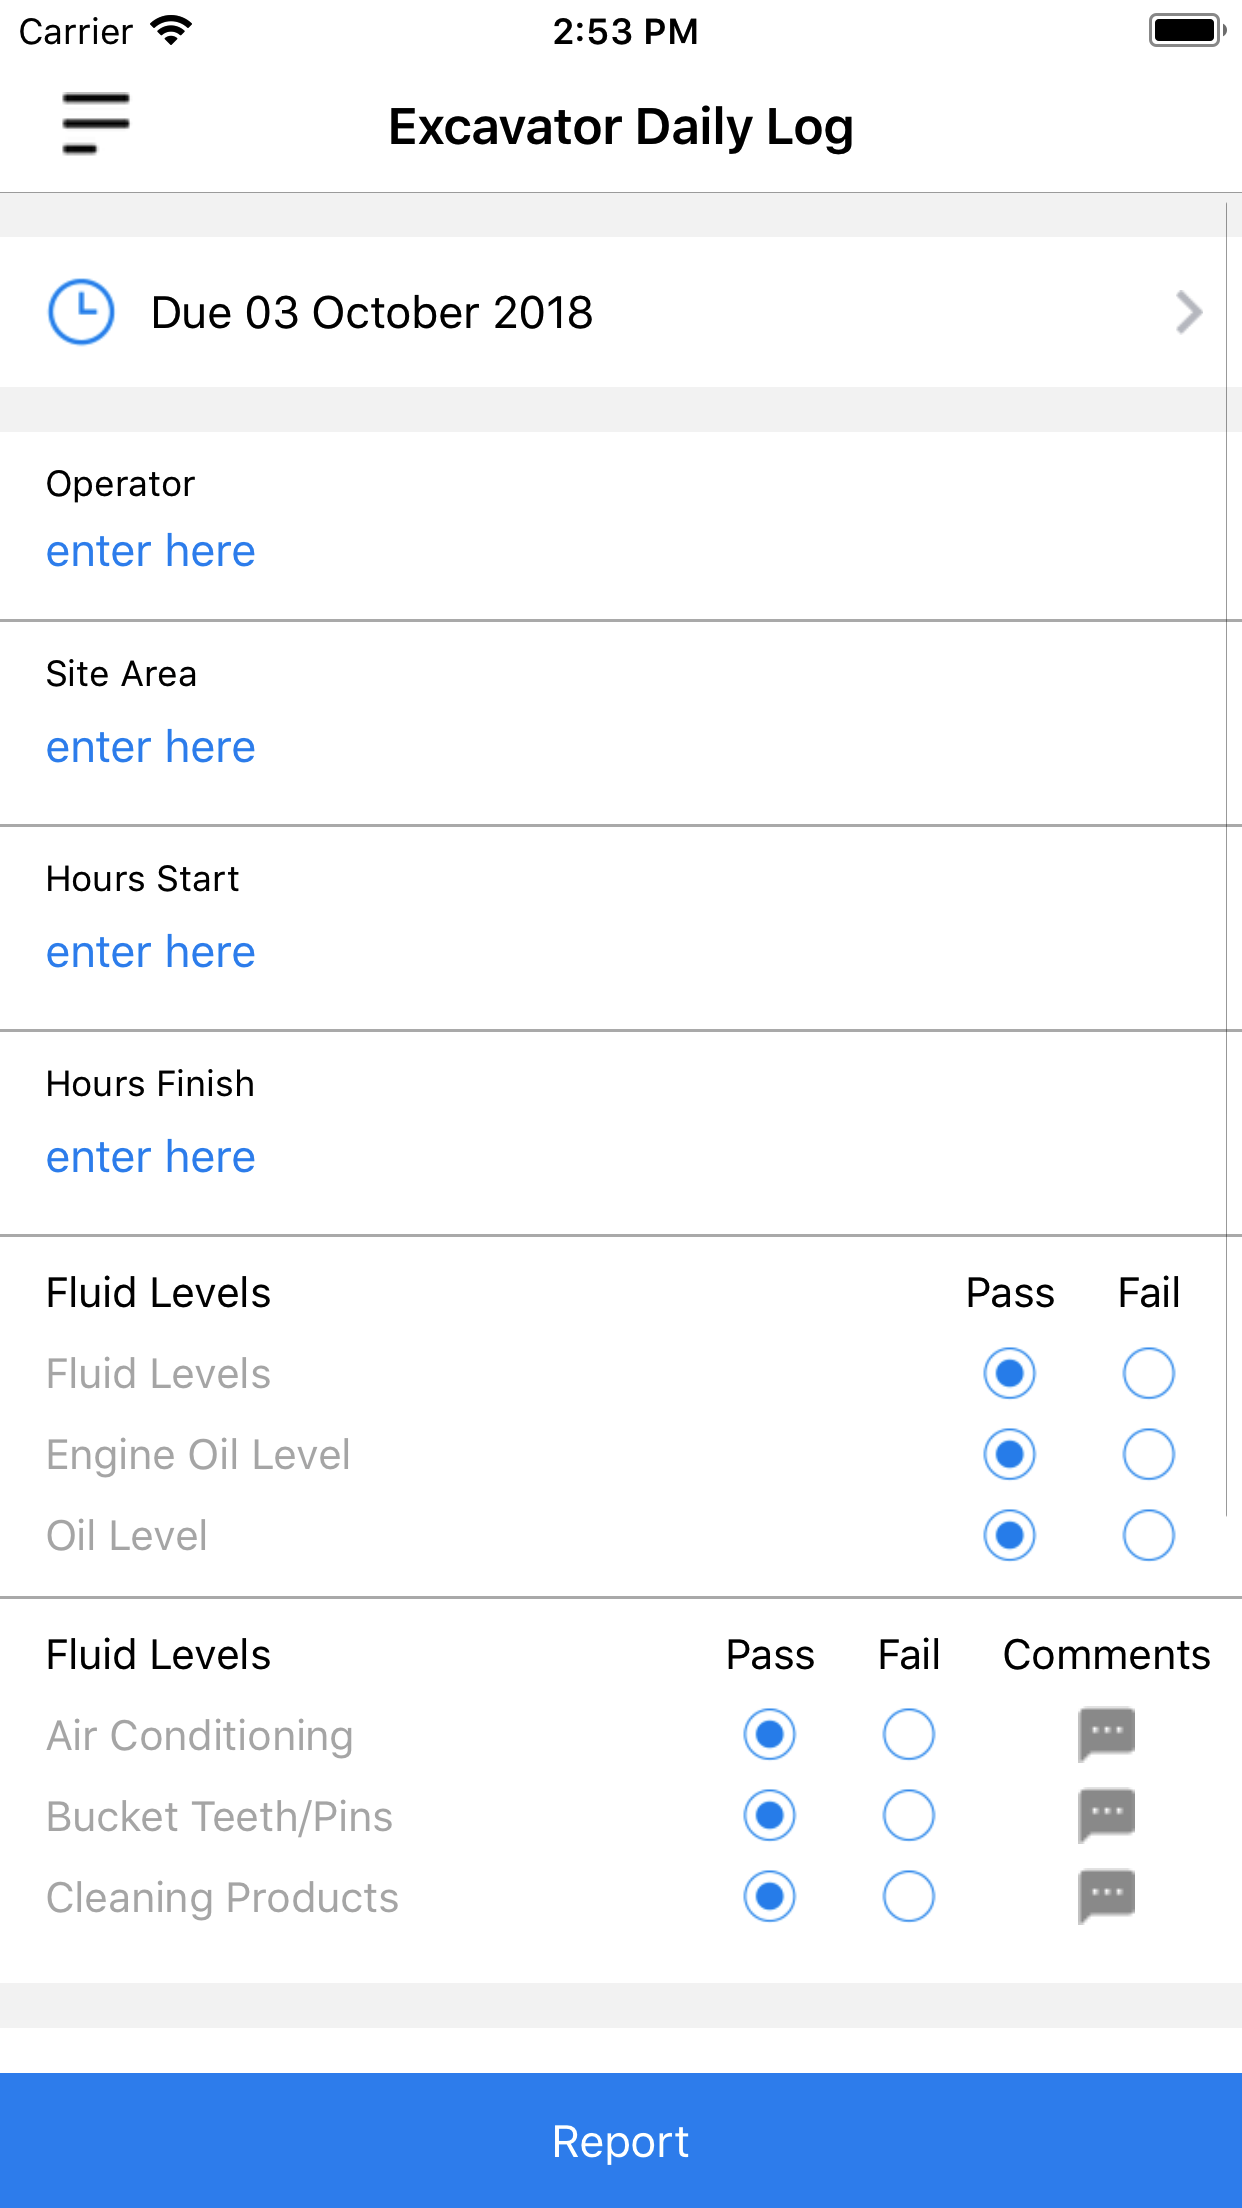 Carrier 2:53 PM
Excavator Daily Log
Due 03 October 2018
Operator
enter here
Site Area
enter here
Hours Start
enter here
Hours Finish
enter here
Fluid Levels Pass Fail
Fluid Levels
Engine Oil Level
Oil Level
Fluid Levels Pass Fail Comments
Air Conditioning
Bucket Teeth/Pins
Cleaning Products
Report